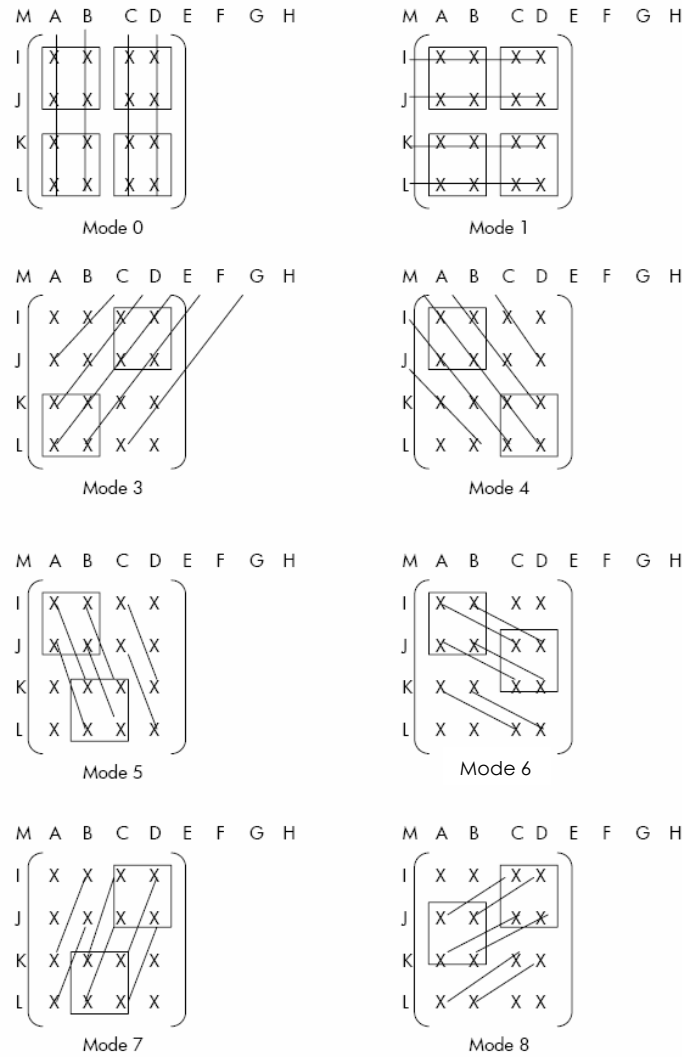 M A B C D E F G H M A B C D E F G H
I X X X X I X X X X
J X X X X J X X X X
K X X X X K X X X X
L X X X X L X X X X
Mode 0 Mode 1
M A B C D E F G H M A B C D E F G H
I X X X X I X X X X
J X X X X J X X X X
K X X X X K X X X X
L X X X X L X X X X
Mode 3 Mode 4
M A B C D E F G H M A B C D E F G H
I X X X X I X X X X
J X X X X J X X X X
K X X X X K X X X X
L X X X X L X X X X
Mode 5 Mode 6
M A B C D E F G H M A B C D E F G H
I X X X X I X X X X
J X X X X J X X X X
K X X X X K X X X X
L X X X X L X X X X
Mode 7 Mode 8